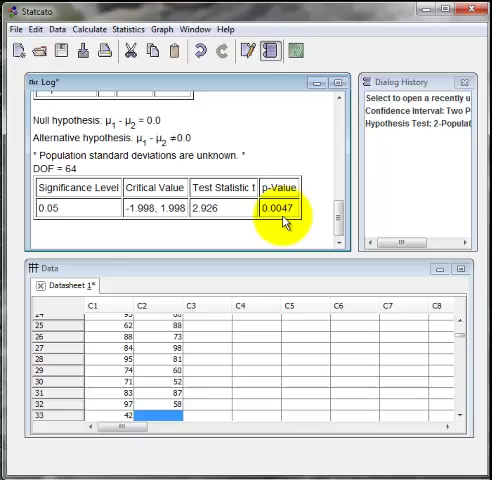 Statcato
File Edit Data Calculate Statistics Graph Window Help
Log*
Dialog History
Null hypothesis: μ1 - μ2 = 0.0
Alternative hypothesis: μ1 - μ2 ≠0.0
* Population standard deviations are unknown. *
DOF = 64
Significance Level Critical Value Test Statistic t p-Value
0.05 -1.998, 1.998 2.926 0.0047
Select to open a recently u
Confidence Interval: Two P
Hypothesis Test: 2-Populat
Data
Datasheet 1*
C1 C2 C3 C4 C5 C6 C7 C8
25 62 88
26 88 73
27 84 98
28 95 81
29 74 60
30 71 52
31 83 87
32 97 58
33 42